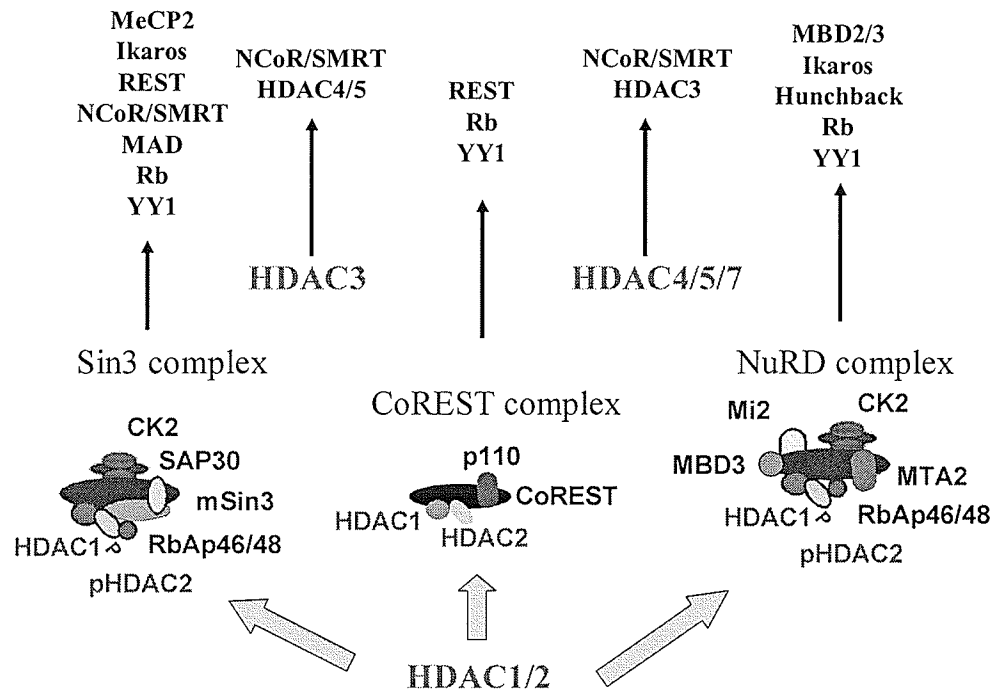 MeCP2
Ikaros
REST
NCoR/SMRT
MAD
Rb
YY1
NCoR/SMRT
HDAC4/5
REST
Rb
YY1
NCoR/SMRT
HDAC3
MBD2/3
Ikaros
Hunchback
Rb
YY1
HDAC3
HDAC4/5/7
Sin3 complex
CoREST complex
NuRD complex
CK2
SAP30
mSin3
HDAC1
p
RbAp46/48
pHDAC2
p110
CoREST
HDAC1
HDAC2
Mi2
CK2
MBD3
MTA2
HDAC1
p
RbAp46/48
pHDAC2
HDAC1/2